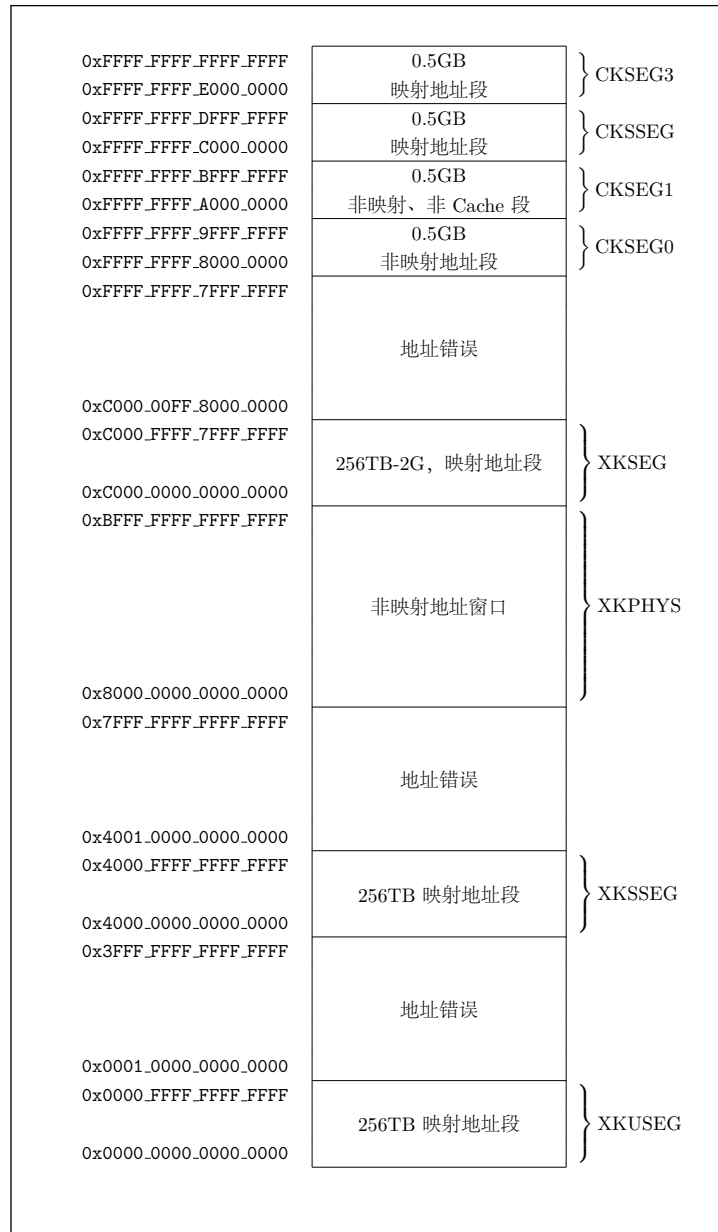 0xFFFF_FFFF_FFFF_FFFF
0.5GB
CKSEG3
0xFFFF_FFFF_E000_0000
映射地址段
0xFFFF_FFFF_DFFF_FFFF
0.5GB
CKSSEG
0xFFFF_FFFF_C000_0000
映射地址段
0xFFFF_FFFF_BFFF_FFFF
0.5GB
CKSEG1
0xFFFF_FFFF_A000_0000
非映射、非 Cache 段
0xFFFF_FFFF_9FFF_FFFF
0.5GB
CKSEG0
0xFFFF_FFFF_8000_0000
非映射地址段
0xFFFF_FFFF_7FFF_FFFF
地址错误
0xC000_00FF_8000_0000
0xC000_FFFF_7FFF_FFFF
256TB-2G，映射地址段
XKSEG
0xC000_0000_0000_0000
0xBFFF_FFFF_FFFF_FFFF
非映射地址窗口
XKPHYS
0x8000_0000_0000_0000
0x7FFF_FFFF_FFFF_FFFF
地址错误
0x4001_0000_0000_0000
0x4000_FFFF_FFFF_FFFF
256TB 映射地址段
XKSSEG
0x4000_0000_0000_0000
0x3FFF_FFFF_FFFF_FFFF
地址错误
0x0001_0000_0000_0000
0x0000_FFFF_FFFF_FFFF
256TB 映射地址段
XKUSEG
0x0000_0000_0000_0000